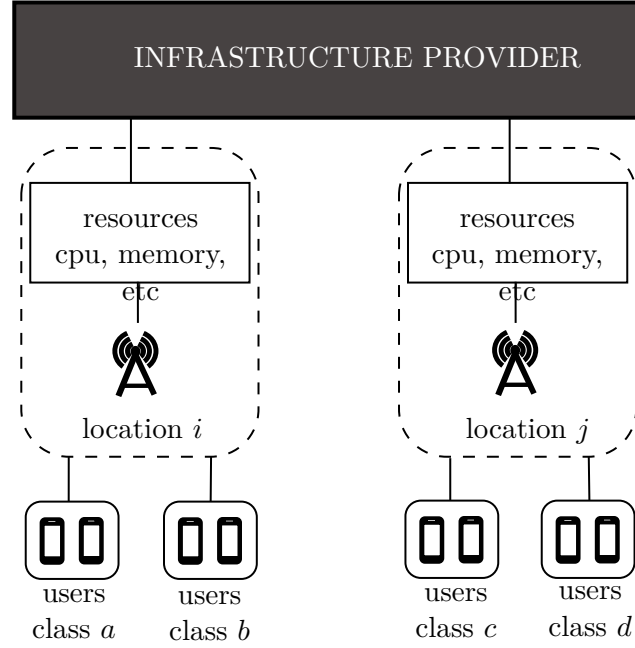 INFRASTRUCTURE PROVIDER
resources
cpu, memory,
etc
location i
users
class a
users
class b
resources
cpu, memory,
etc
location j
users
class c
users
class d